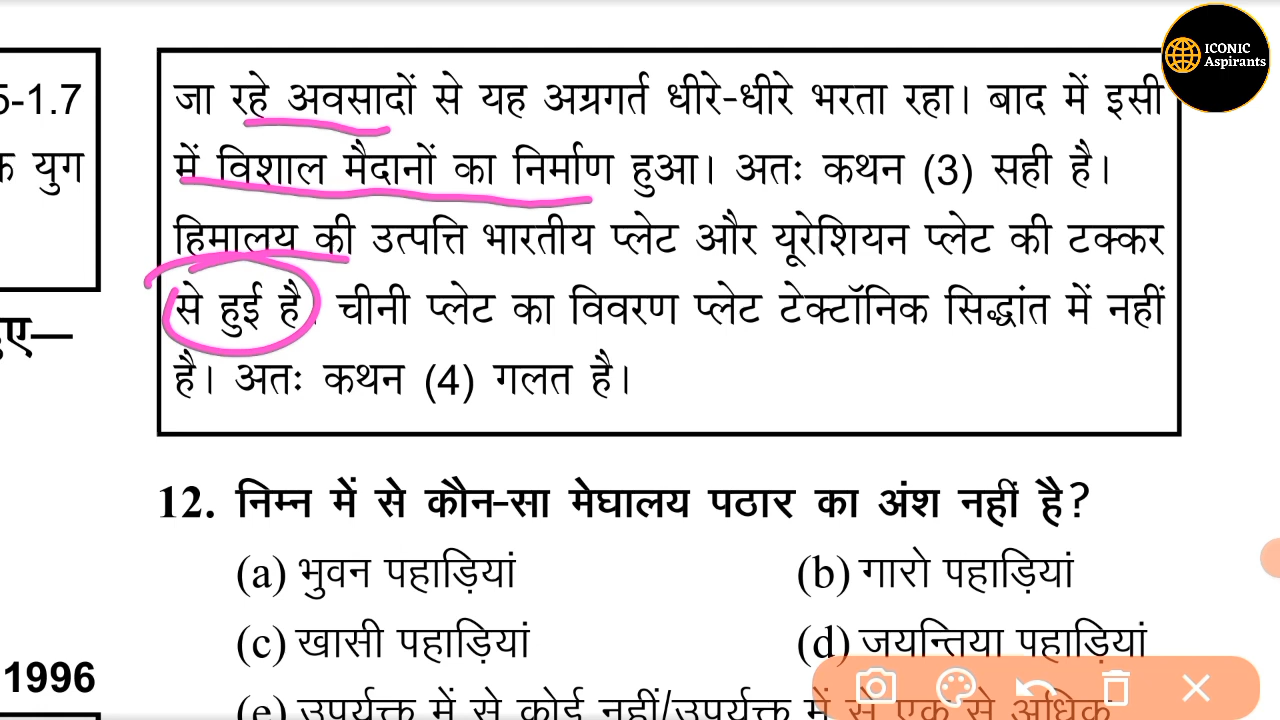 ICONIC
Aspirants
5-1.7
युग
जा रहे अवसादों से यह अग्रगर्त धीरे-धीरे भरता रहा। बाद में इसी
में विशाल मैदानों का निर्माण हुआ। अतः कथन (3) सही है।
हिमालय की उत्पत्ति भारतीय प्लेट और यूरेशियन प्लेट की टक्कर
से हुई है। चीनी प्लेट का विवरण प्लेट टेक्टॉनिक सिद्धांत में नहीं
है। अतः कथन (4) गलत है।
12. निम्न में से कौन-सा मेघालय पठार का अंश नहीं है?
(a) भुवन पहाड़ियां
(b) गारो पहाड़ियां
(c) खासी पहाड़ियां
(d) जयन्तिया पहाड़ियां
1996
(e) उपर्युक्त में से कोई नहीं/उपर्युक्त में से एक से अधिक